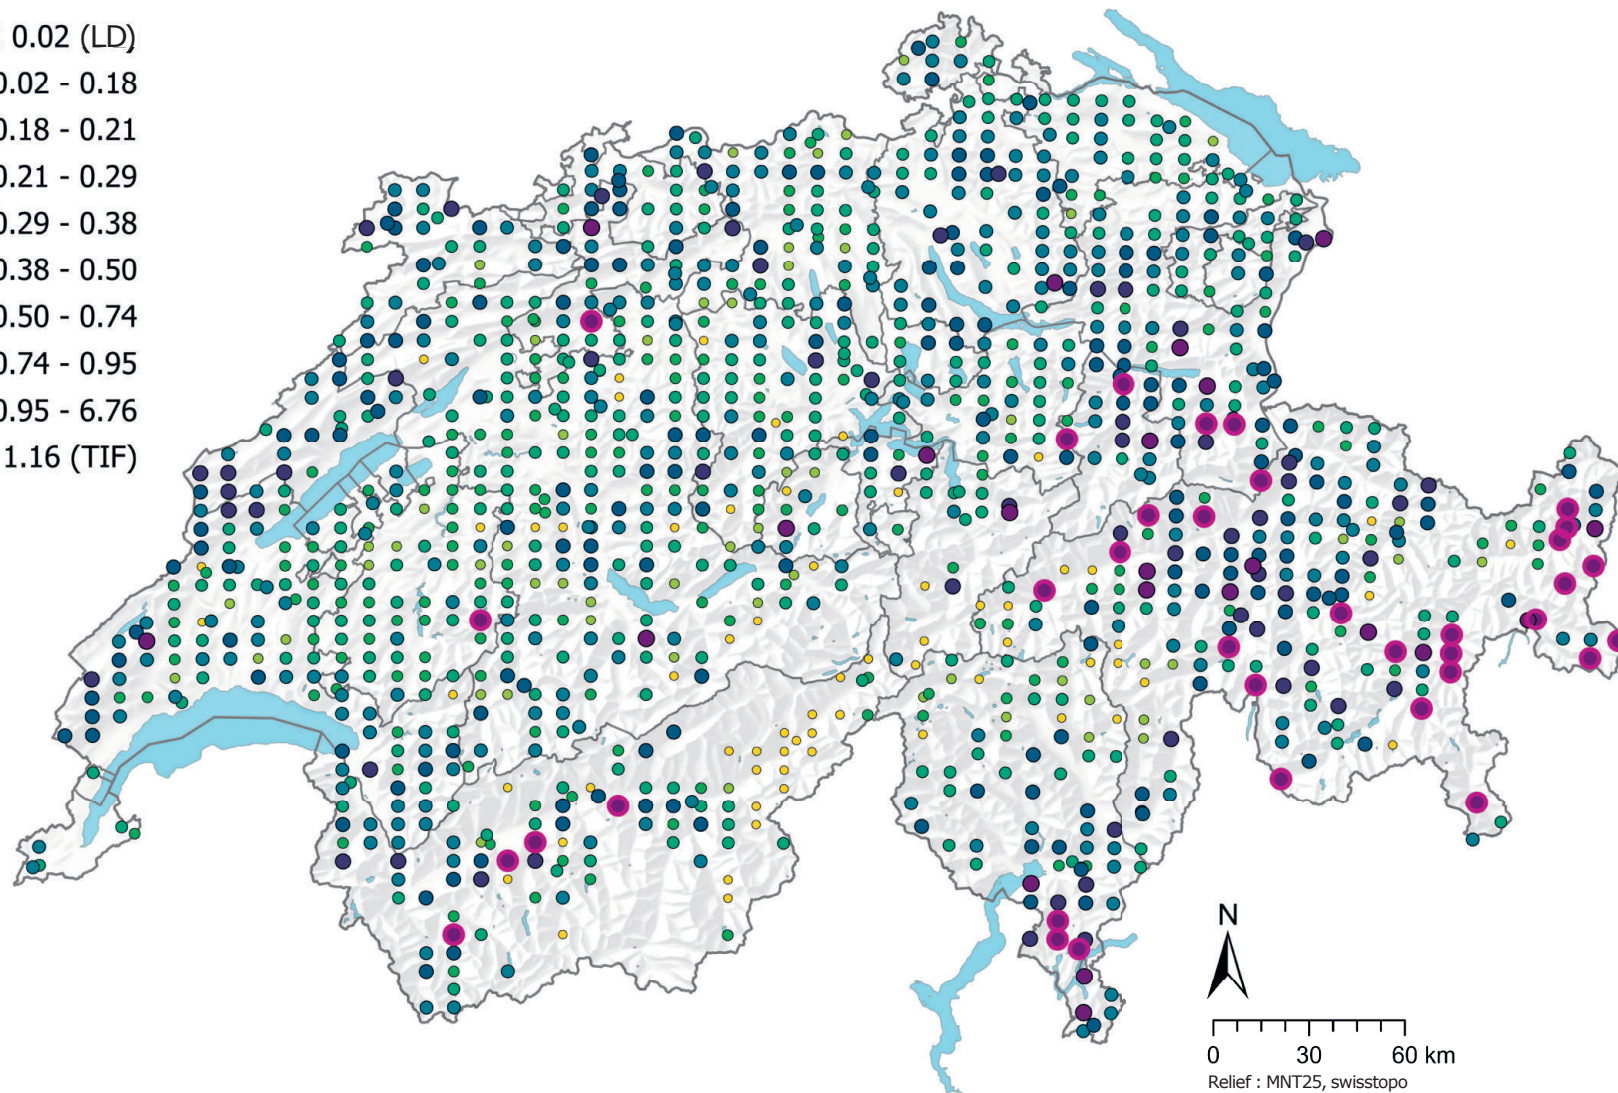 0.02 (LD)
0.02 - 0.18
0.18 - 0.21
0.21 - 0.29
0.29 - 0.38
0.38 - 0.50
0.50 - 0.74
0.74 - 0.95
0.95 - 6.76
1.16 (TIF)
N
0 30 60 km
Relief : MNT25, swisstopo